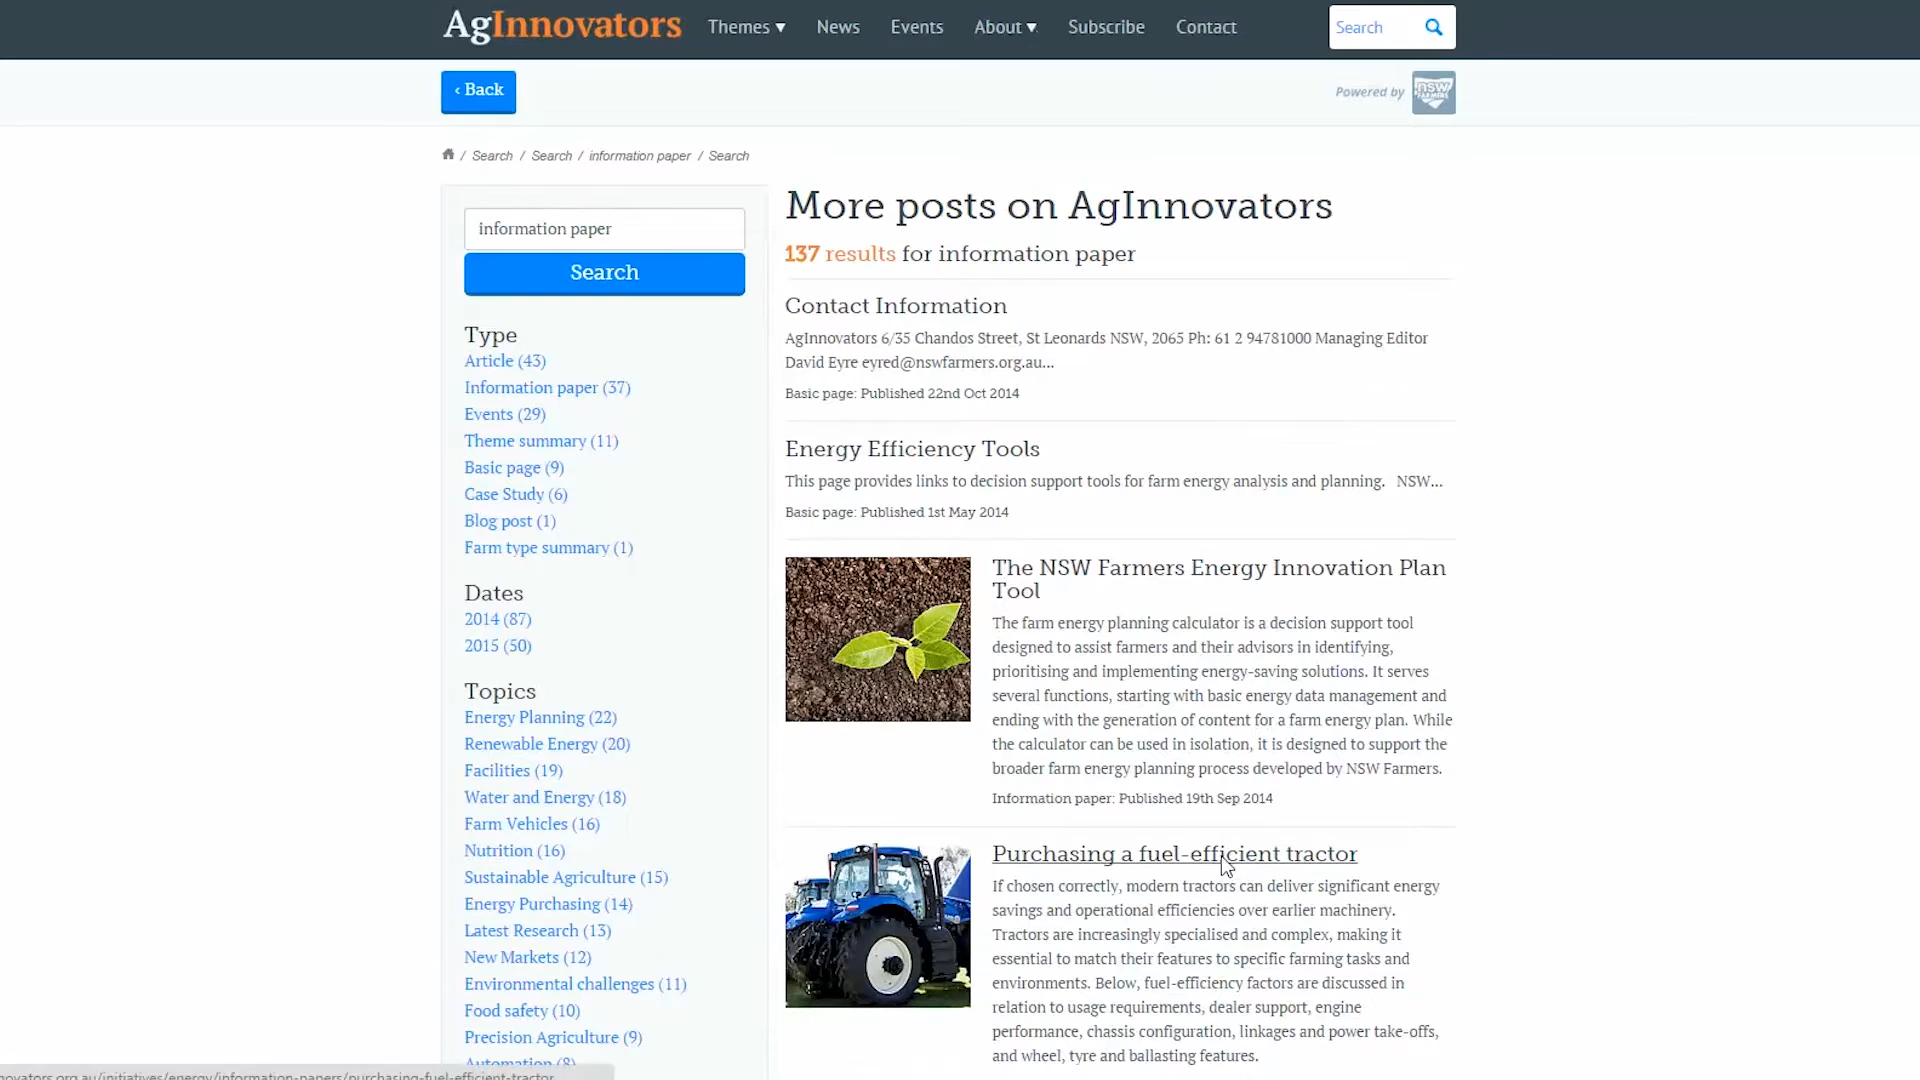 AgInnovators Themes ▼ News Events About ▼ Subscribe Contact Search
‹ Back
Powered by NSW FARMERS
/ Search / Search / information paper / Search
information paper
Search
Type
Article (43)
Information paper (37)
Events (29)
Theme summary (11)
Basic page (9)
Case Study (6)
Blog post (1)
Farm type summary (1)
Dates
2014 (87)
2015 (50)
Topics
Energy Planning (22)
Renewable Energy (20)
Facilities (19)
Water and Energy (18)
Farm Vehicles (16)
Nutrition (16)
Sustainable Agriculture (15)
Energy Purchasing (14)
Latest Research (13)
New Markets (12)
Environmental challenges (11)
Food safety (10)
Precision Agriculture (9)
Automation (8)
More posts on AgInnovators
137 results for information paper
Contact Information
AgInnovators 6/35 Chandos Street, St Leonards NSW, 2065 Ph: 61 2 94781000 Managing Editor
David Eyre eyred@nswfarmers.org.au...
Basic page: Published 22nd Oct 2014
Energy Efficiency Tools
This page provides links to decision support tools for farm energy analysis and planning. NSW...
Basic page: Published 1st May 2014
The NSW Farmers Energy Innovation Plan
Tool
The farm energy planning calculator is a decision support tool
designed to assist farmers and their advisors in identifying,
prioritising and implementing energy-saving solutions. It serves
several functions, starting with basic energy data management and
ending with the generation of content for a farm energy plan. While
the calculator can be used in isolation, it is designed to support the
broader farm energy planning process developed by NSW Farmers.
Information paper: Published 19th Sep 2014
Purchasing a fuel-efficient tractor
If chosen correctly, modern tractors can deliver significant energy
savings and operational efficiencies over earlier machinery.
Tractors are increasingly specialised and complex, making it
essential to match their features to specific farming tasks and
environments. Below, fuel-efficiency factors are discussed in
relation to usage requirements, dealer support, engine
performance, chassis configuration, linkages and power take-offs,
and wheel, tyre and ballasting features.
novators.org.au/initiatives/energy/information-papers/purchasing-fuel-efficient-tractor